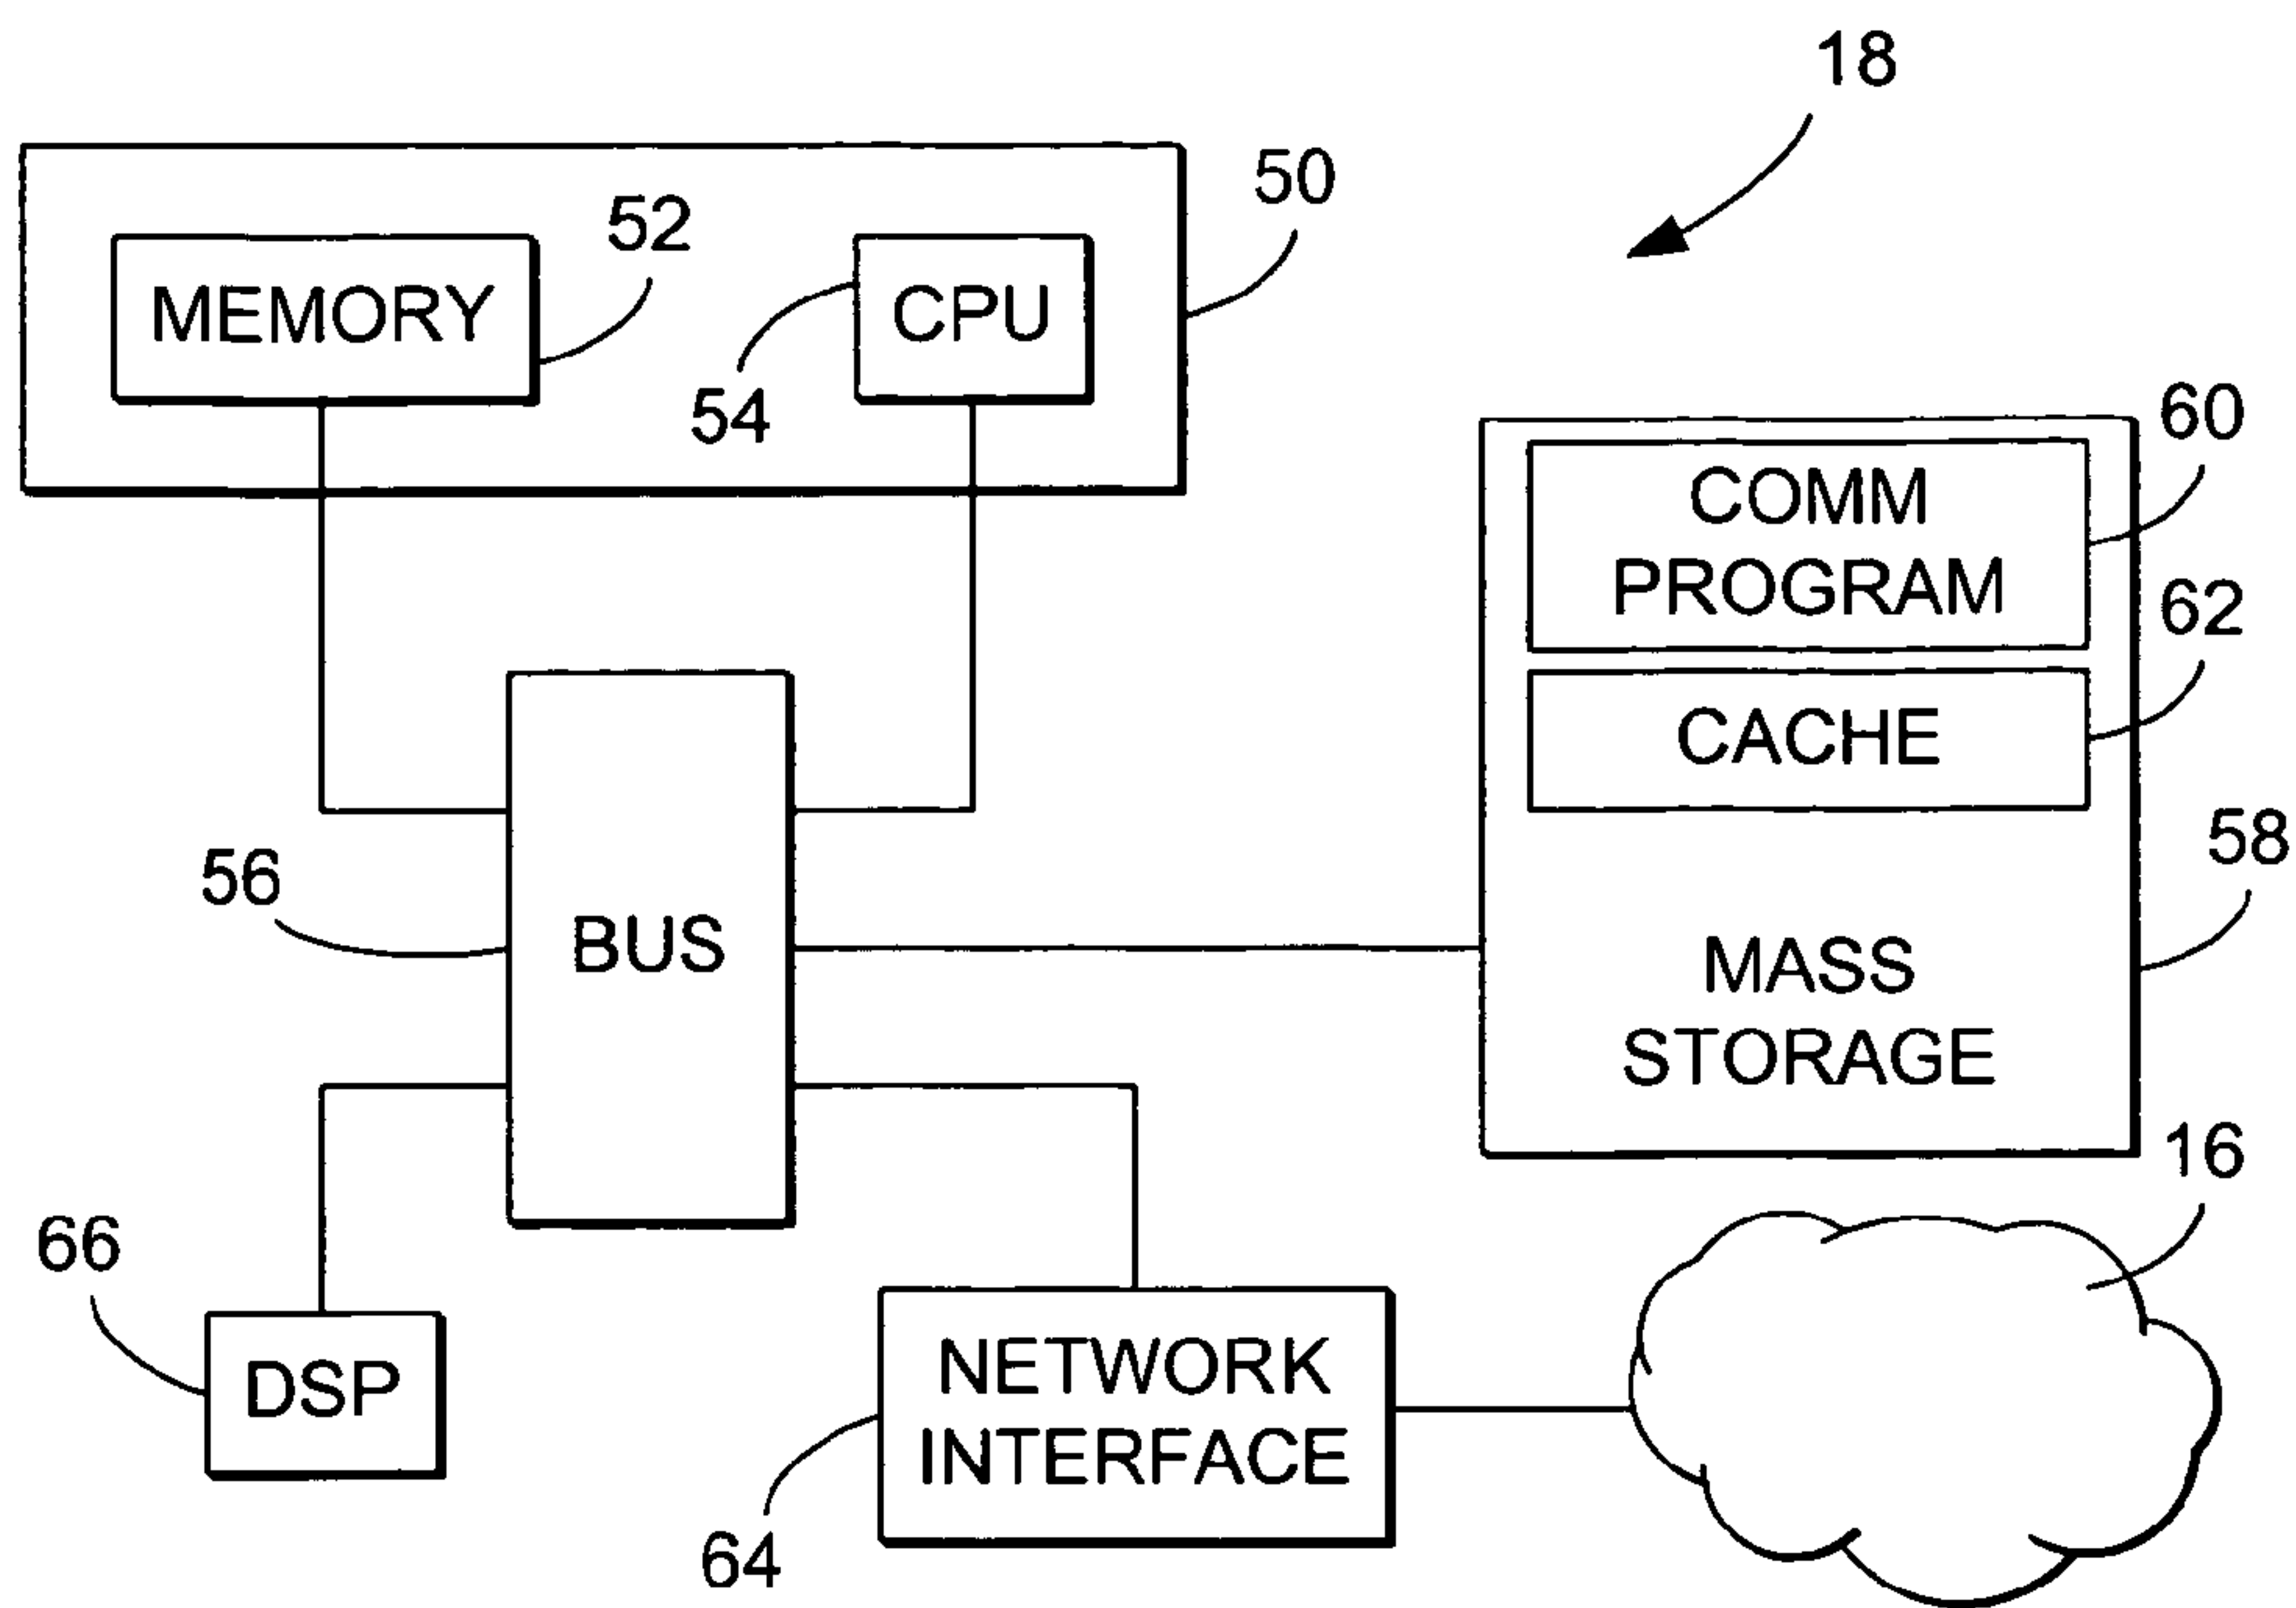 18
50
52
MEMORY
CPU
54
60
COMM
PROGRAM
62
CACHE
58
56
BUS
MASS
STORAGE
16
66
DSP
NETWORK
INTERFACE
64